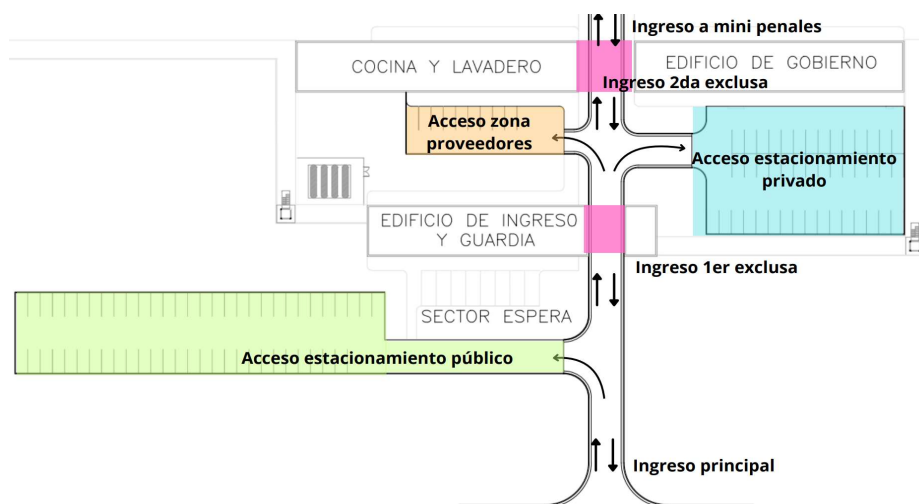 Ingreso a mini penales
COCINA Y LAVADERO
EDIFICIO DE GOBIERNO
Ingreso 2da exclusa
Acceso zona
proveedores
Acceso estacionamiento
privado
EDIFICIO DE INGRESO
Y GUARDIA
Ingreso 1er exclusa
SECTOR ESPERA
Acceso estacionamiento público
Ingreso principal